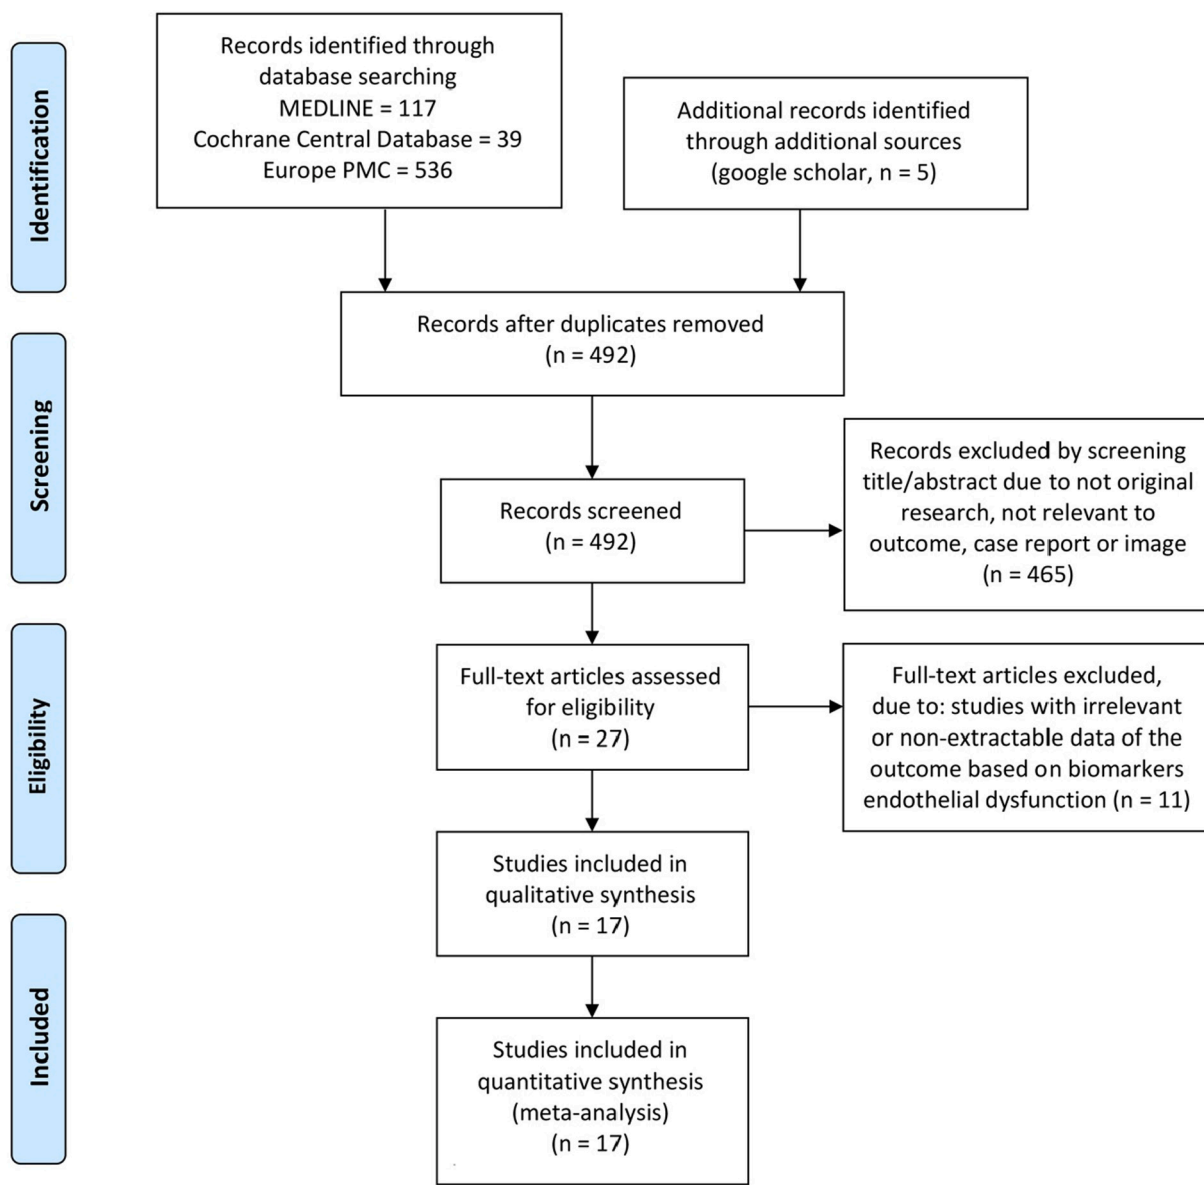 Identification
Records identified through
database searching
MEDLINE = 117
Cochrane Central Database = 39
Europe PMC = 536
Additional records identified
through additional sources
(google scholar, n = 5)
Records after duplicates removed
(n = 492)
Screening
Records screened
(n = 492)
Records excluded by screening
title/abstract due to not original
research, not relevant to
outcome, case report or image
(n = 465)
Eligibility
Full-text articles assessed
for eligibility
(n = 27)
Full-text articles excluded,
due to: studies with irrelevant
or non-extractable data of the
outcome based on biomarkers
endothelial dysfunction (n = 11)
Studies included in
qualitative synthesis
(n = 17)
Included
Studies included in
quantitative synthesis
(meta-analysis)
(n = 17)